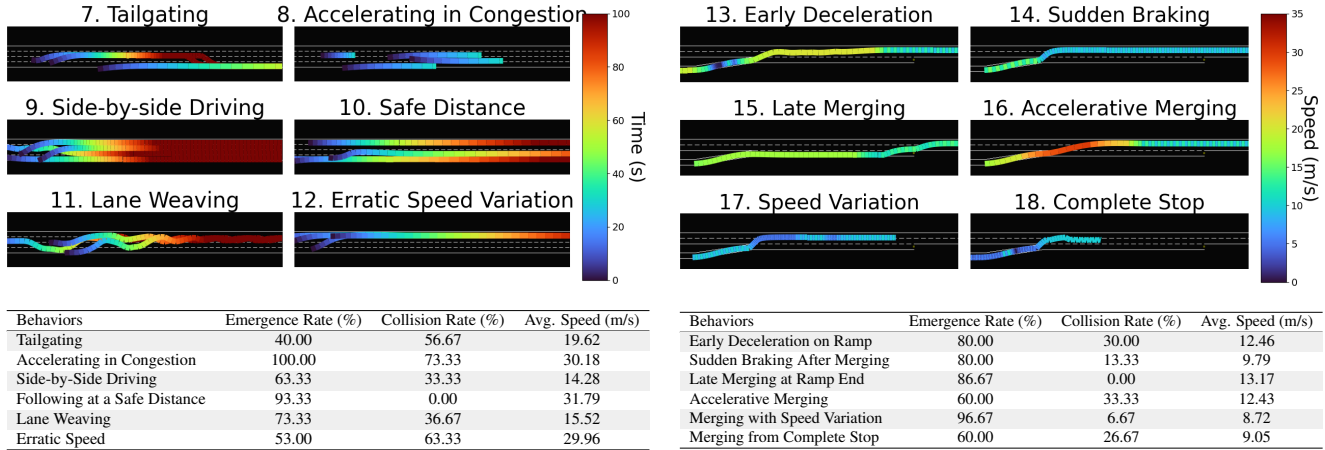 7. Tailgating
8. Accelerating in Congestion
9. Side-by-side Driving
10. Safe Distance
11. Lane Weaving
12. Erratic Speed Variation
100
80
60
40
20
0
Time (s)
Behaviors Emergence Rate (%) Collision Rate (%) Avg. Speed (m/s)
Tailgating 40.00 56.67 19.62
Accelerating in Congestion 100.00 73.33 30.18
Side-by-Side Driving 63.33 33.33 14.28
Following at a Safe Distance 93.33 0.00 31.79
Lane Weaving 73.33 36.67 15.52
Erratic Speed 53.00 63.33 29.96
13. Early Deceleration
14. Sudden Braking
15. Late Merging
16. Accelerative Merging
17. Speed Variation
18. Complete Stop
35
30
25
20
15
10
5
0
Speed (m/s)
Behaviors Emergence Rate (%) Collision Rate (%) Avg. Speed (m/s)
Early Deceleration on Ramp 80.00 30.00 12.46
Sudden Braking After Merging 80.00 13.33 9.79
Late Merging at Ramp End 86.67 0.00 13.17
Accelerative Merging 60.00 33.33 12.43
Merging with Speed Variation 96.67 6.67 8.72
Merging from Complete Stop 60.00 26.67 9.05